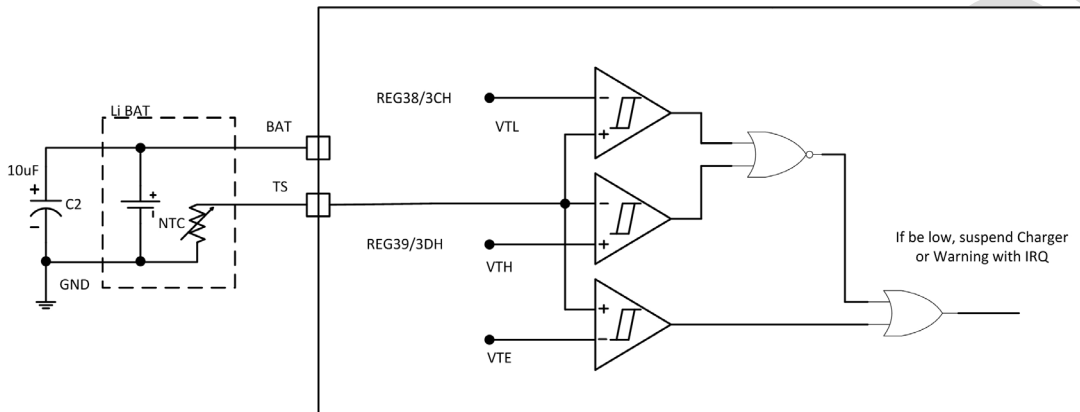 REG38/3CH
VTL
Li BAT
BAT
10uF
+
C2
-
+
NTC
TS
GND
REG39/3DH
VTH
VTE
-
+
-
+
+
-
If be low, suspend Charger
or Warning with IRQ